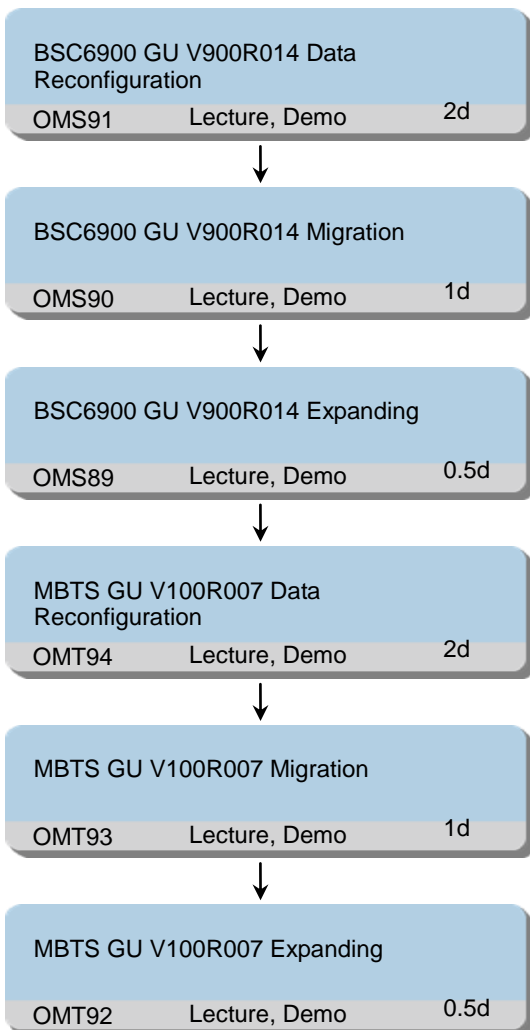 BSC6900 GU V900R014 Data
Reconfiguration
OMS91 Lecture, Demo 2d
BSC6900 GU V900R014 Migration
OMS90 Lecture, Demo 1d
BSC6900 GU V900R014 Expanding
OMS89 Lecture, Demo 0.5d
MBTS GU V100R007 Data
Reconfiguration
OMT94 Lecture, Demo 2d
MBTS GU V100R007 Migration
OMT93 Lecture, Demo 1d
MBTS GU V100R007 Expanding
OMT92 Lecture, Demo 0.5d